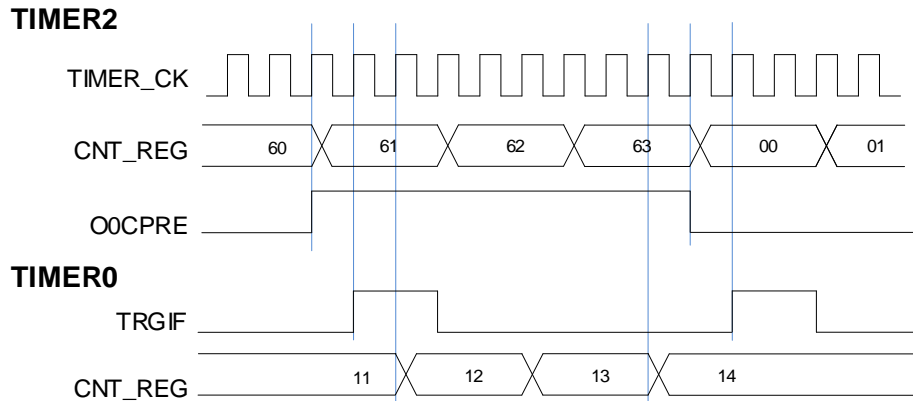 TIMER2
TIMER_CK
CNT_REG 60 61 62 63 00 01
O0CPRE
TIMER0
TRGIF
CNT_REG 11 12 13 14